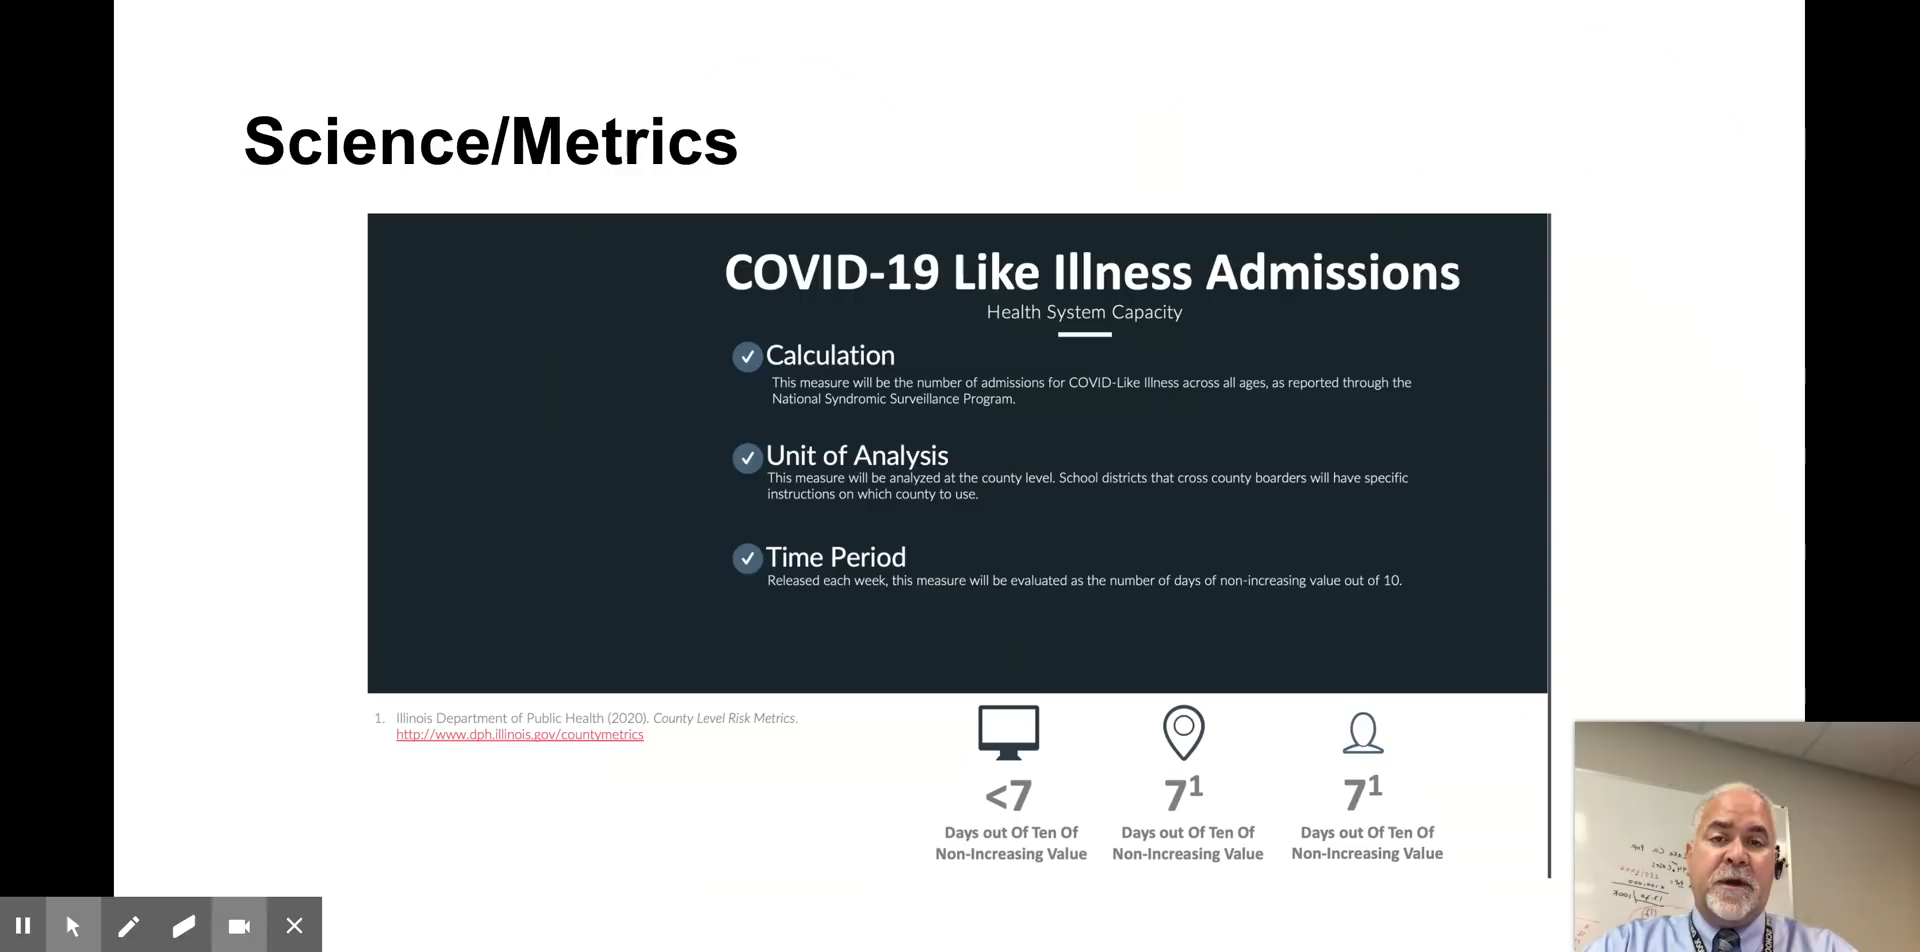 Science/Metrics
COVID-19 Like Illness Admissions
Health System Capacity
Calculation
This measure will be the number of admissions for COVID-Like Illness across all ages, as reported through the
National Syndromic Surveillance Program.
Unit of Analysis
This measure will be analyzed at the county level. School districts that cross county boarders will have specific
instructions on which county to use.
Time Period
Released each week, this measure will be evaluated as the number of days of non-increasing value out of 10.
1. Illinois Department of Public Health (2020). County Level Risk Metrics.
http://www.dph.illinois.gov/countymetrics
<7
Days out Of Ten Of
Non-Increasing Value
7¹
Days out Of Ten Of
Non-Increasing Value
7¹
Days out Of Ten Of
Non-Increasing Value